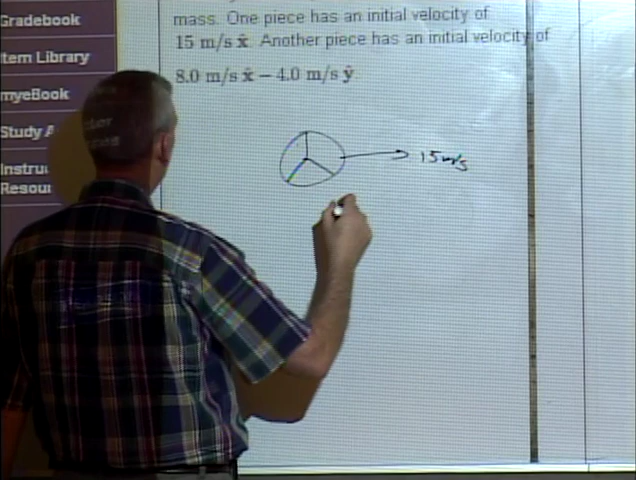 Gradebook
Item Library
myeBook
Study
Instru
Resou
mass. One piece has an initial velocity of
15 m/s x̂. Another piece has an initial velocity of
8.0 m/s x̂ − 4.0 m/s ŷ
15 m/s